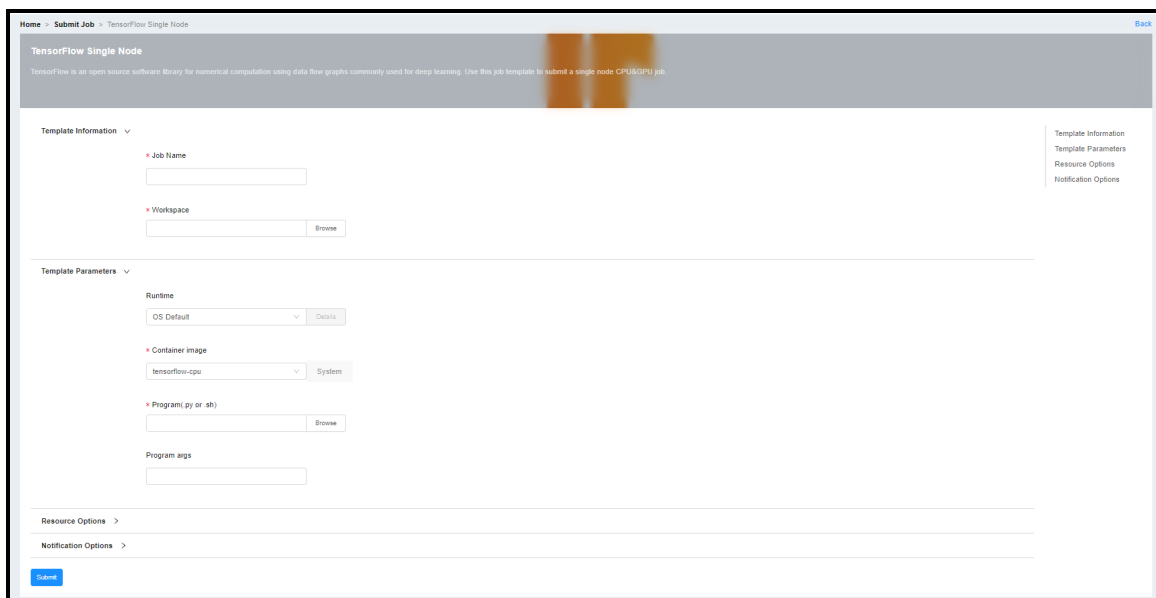 Home > Submit Job > TensorFlow Single Node
Back
TensorFlow Single Node
TensorFlow is an open source software library for numerical computation using data flow graphs commonly used for deep learning. Use this job template to submit a single node CPU&GPU job.
Template Information
* Job Name
* Workspace
Browse
Template Parameters
Runtime
OS Default
Details
* Container image
tensorflow-cpu
System
* Program(.py or .sh)
Browse
Program args
Resource Options
Notification Options
Submit
Template Information
Template Parameters
Resource Options
Notification Options